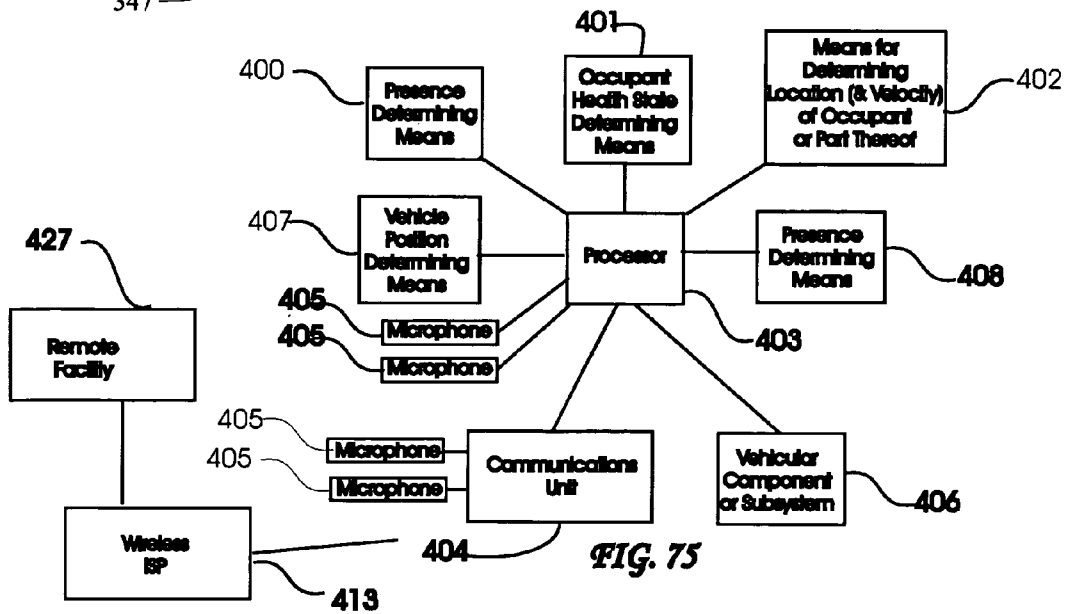 347
401
400
Presence
Determining
Means
Occupant
Health State
Determining
Means
Means for
Determining
Location (& Velocity)
of Occupant
or Part Thereof
402
407
Vehicle
Position
Determining
Means
Processor
Presence
Determining
Means
408
427
405
Microphone
405
Microphone
403
Remote
Facility
405
Microphone
405
Microphone
Communications
Unit
Vehicular
Component
or Subsystem
406
Wireless
ISP
404
FIG. 75
413